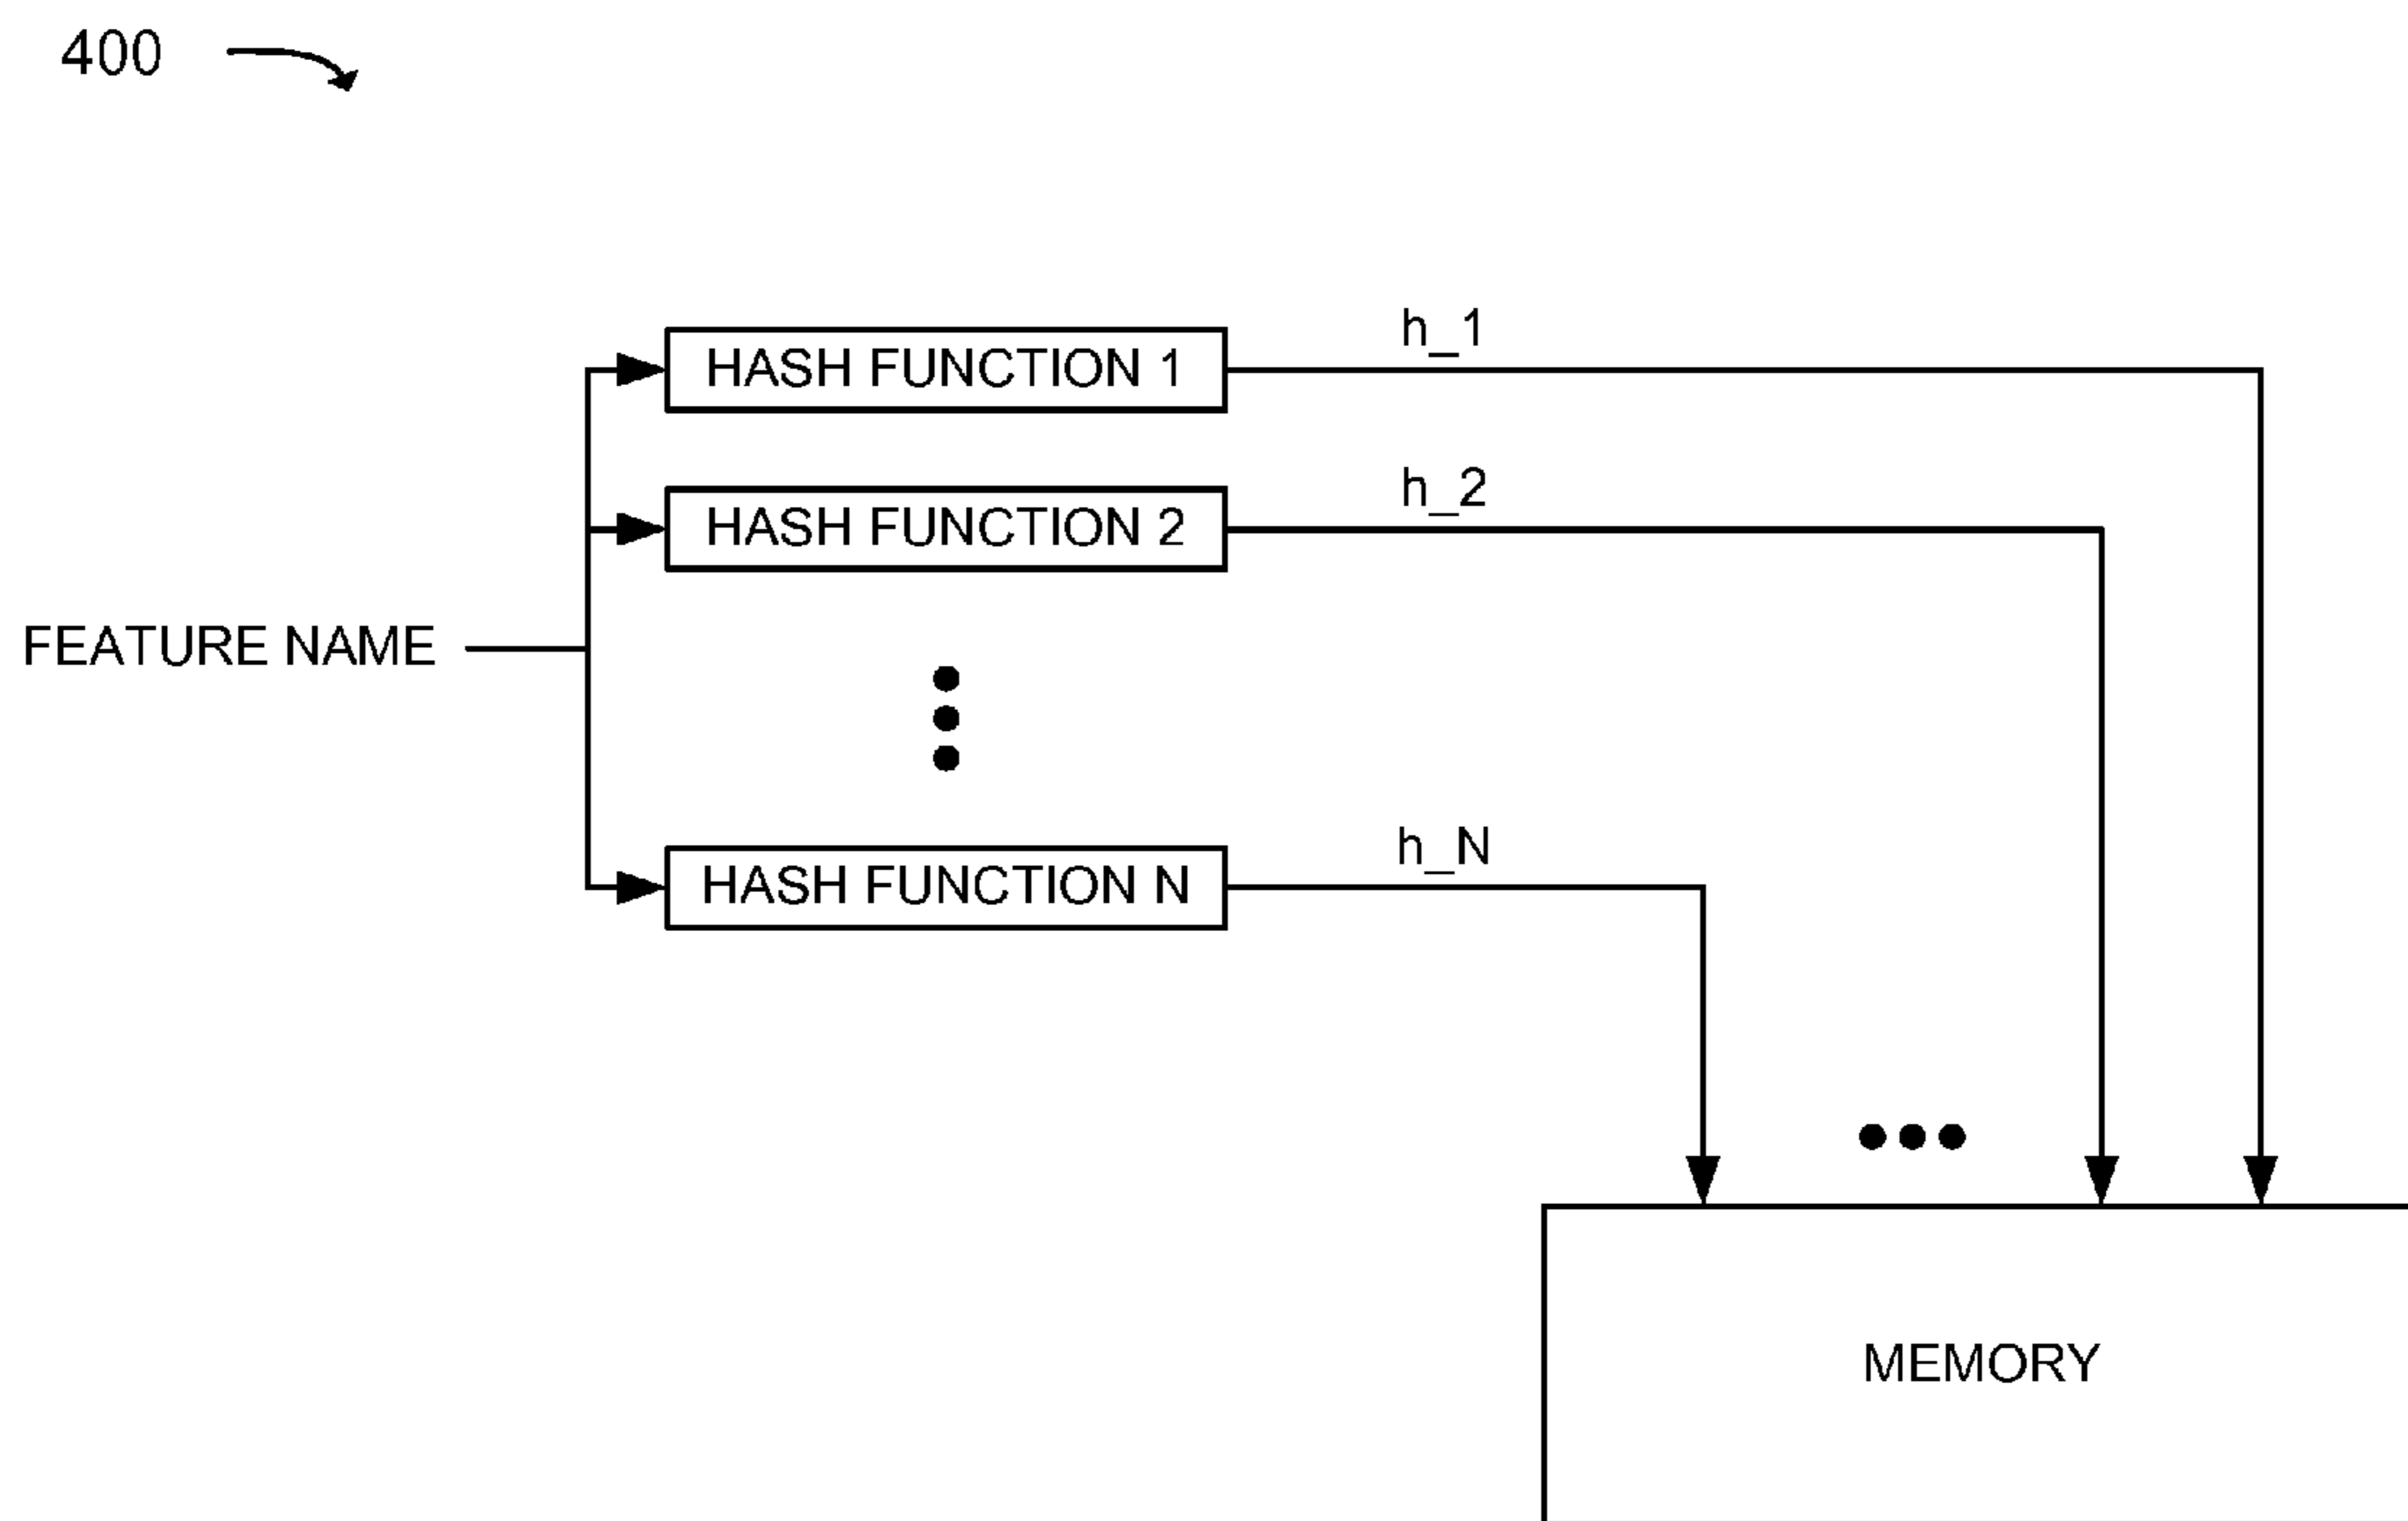 400
h_1
HASH FUNCTION 1
h_2
HASH FUNCTION 2
FEATURE NAME
h_N
HASH FUNCTION N
MEMORY